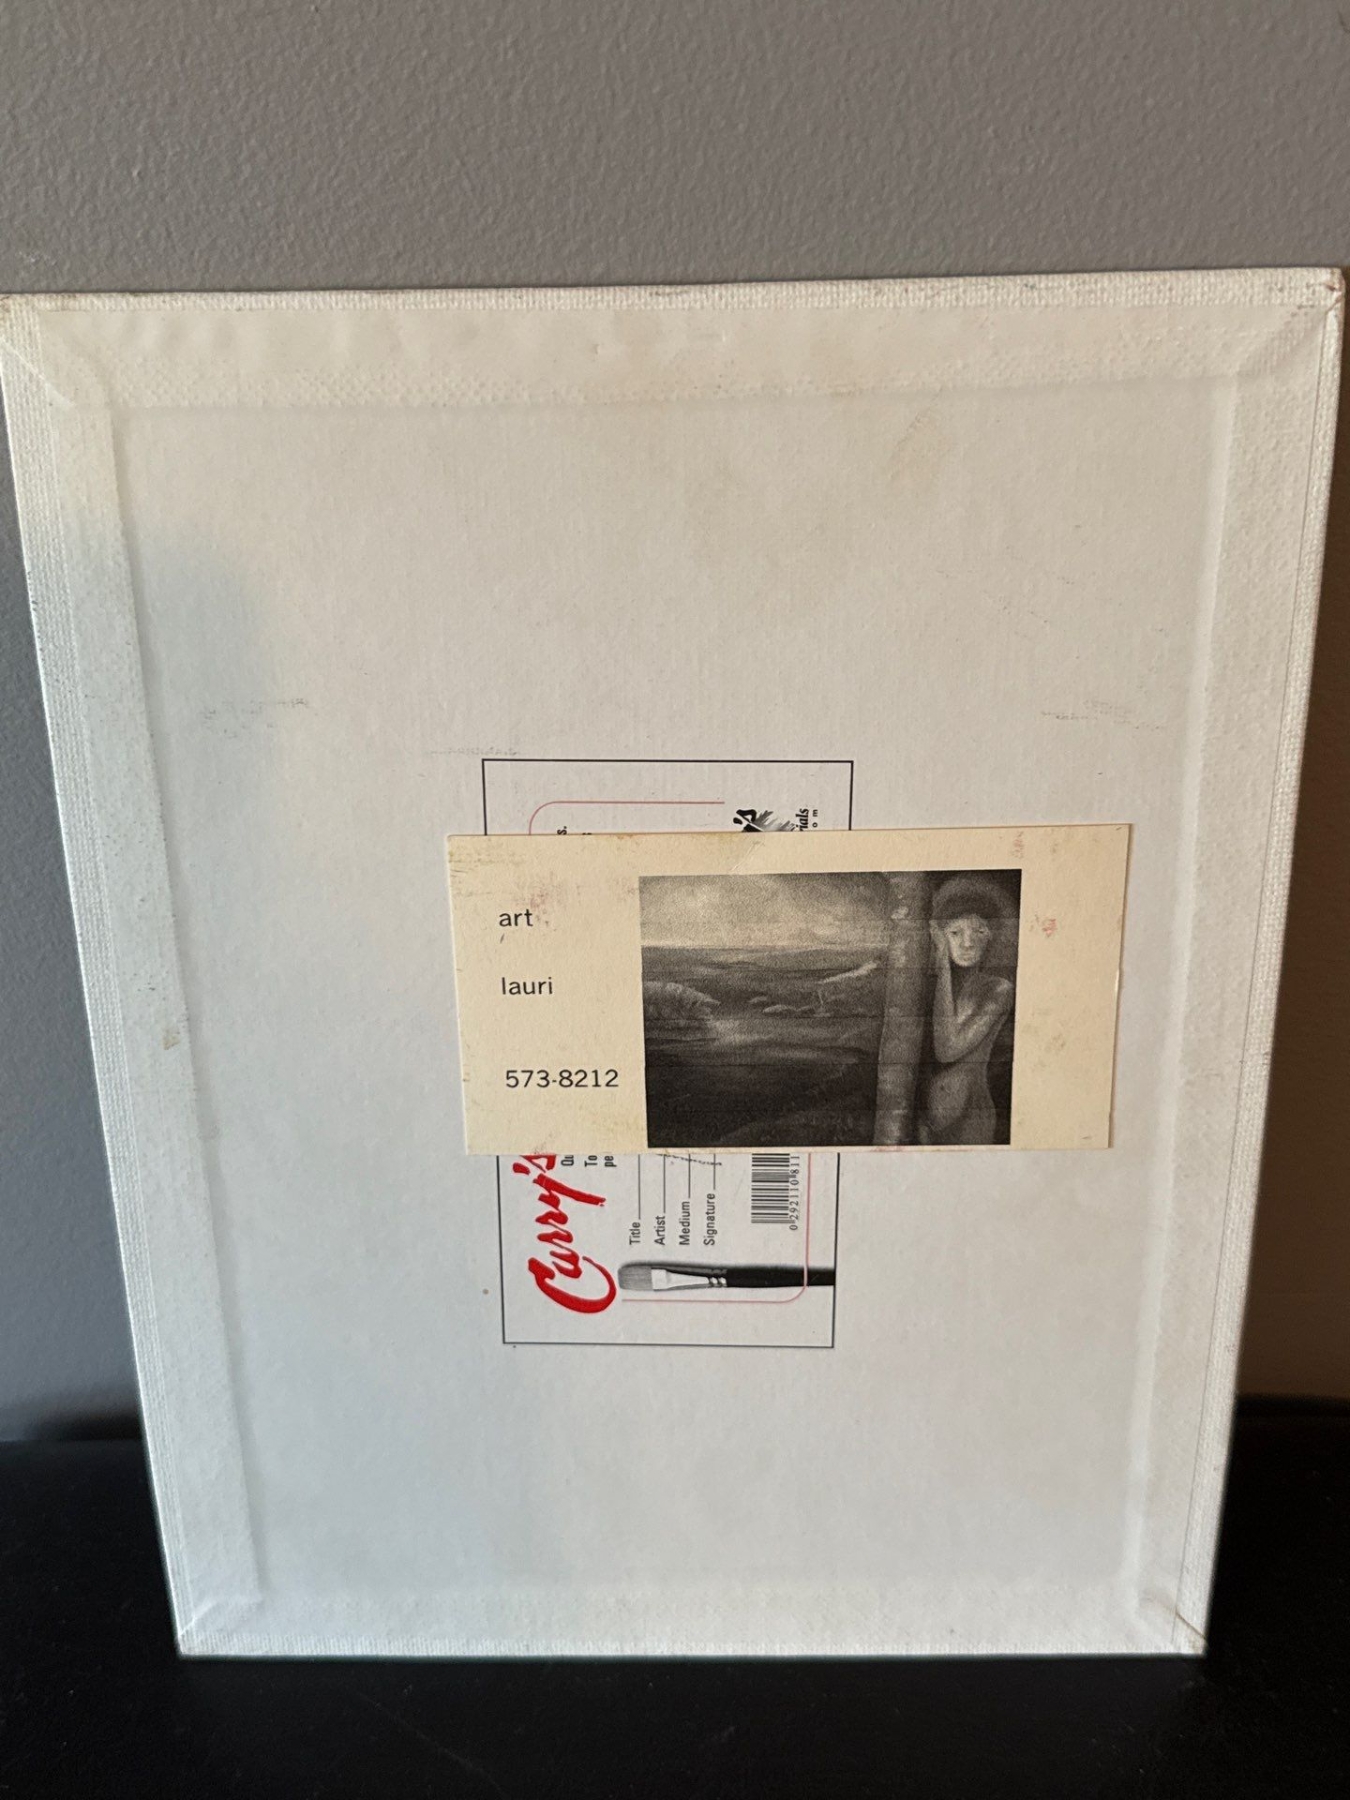 art
lauri
573-8212
Curry's
Title
Artist
Medium
Signature